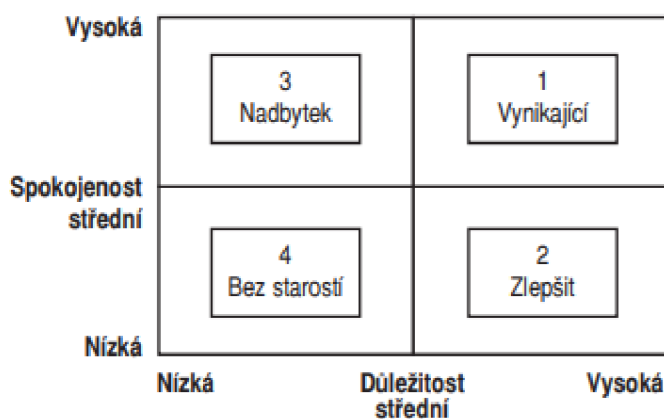 Vysoká
3
Nadbytek
1
Vynikající
Spokojenost
střední
4
Bez starostí
2
Zlepšit
Nízká
Nízká
Důležitost
střední
Vysoká